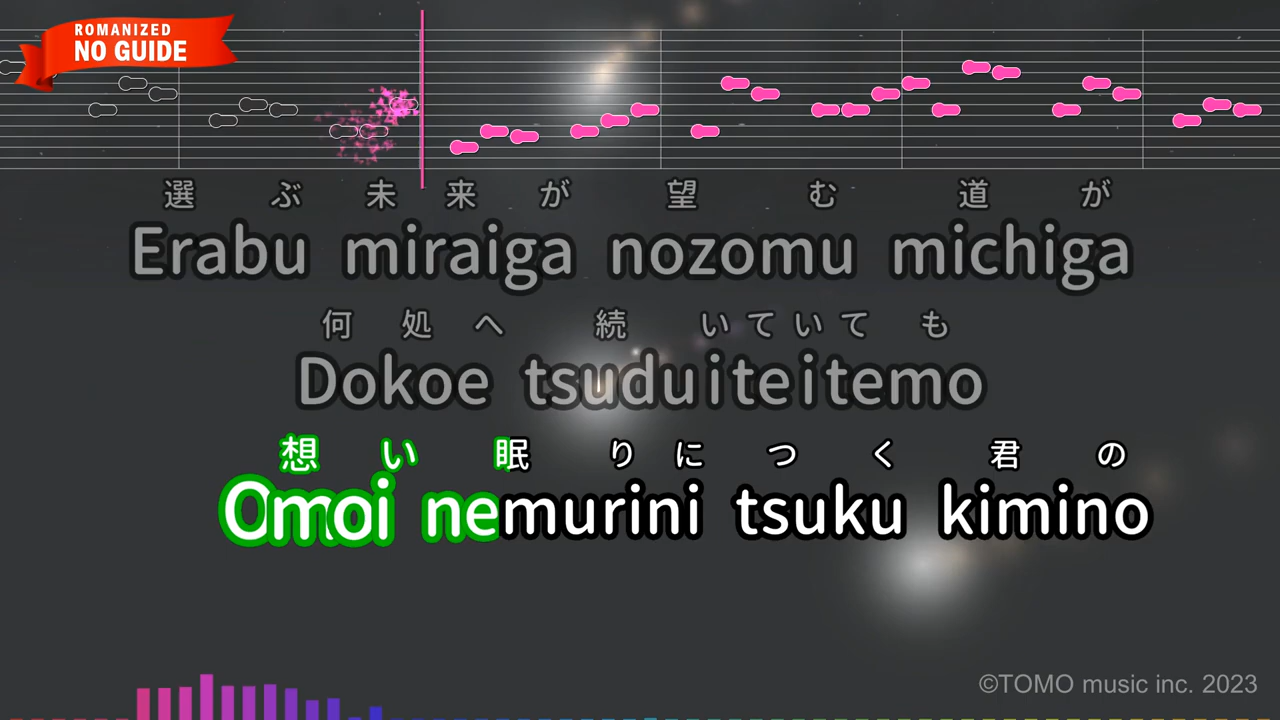 ROMANIZED
NO GUIDE
選ぶ未来が望む道が
Erabu miraiga nozomu michiga
何処へ続いていても
Dokoe tsuduiteitemo
想い眠りにつく君の
Omoi nemurini tsuku kimino
©TOMO music inc. 2023